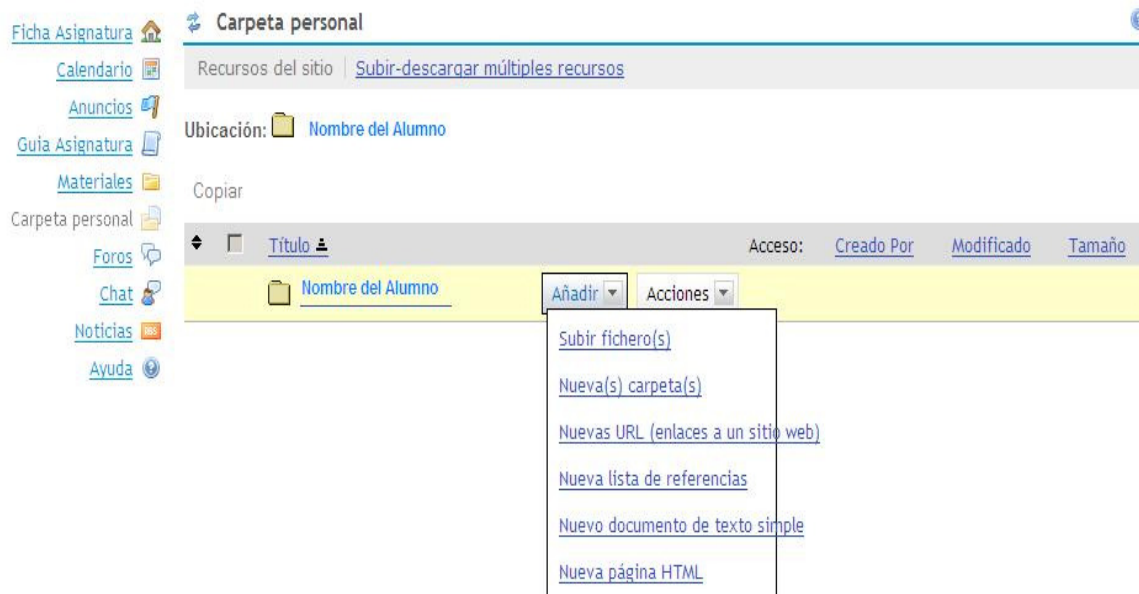 Ficha Asignatura
Calendario
Anuncios
Guia Asignatura
Materiales
Carpeta personal
Foros
Chat
Noticias RSS
Ayuda
Carpeta personal
Recursos del sitio | Subir-descargar múltiples recursos
Ubicación: Nombre del Alumno
Copiar
Título Acceso: Creado Por Modificado Tamaño
Nombre del Alumno Añadir Acciones
Subir fichero(s)
Nueva(s) carpeta(s)
Nuevas URL (enlaces a un sitio web)
Nueva lista de referencias
Nuevo documento de texto simple
Nueva página HTML